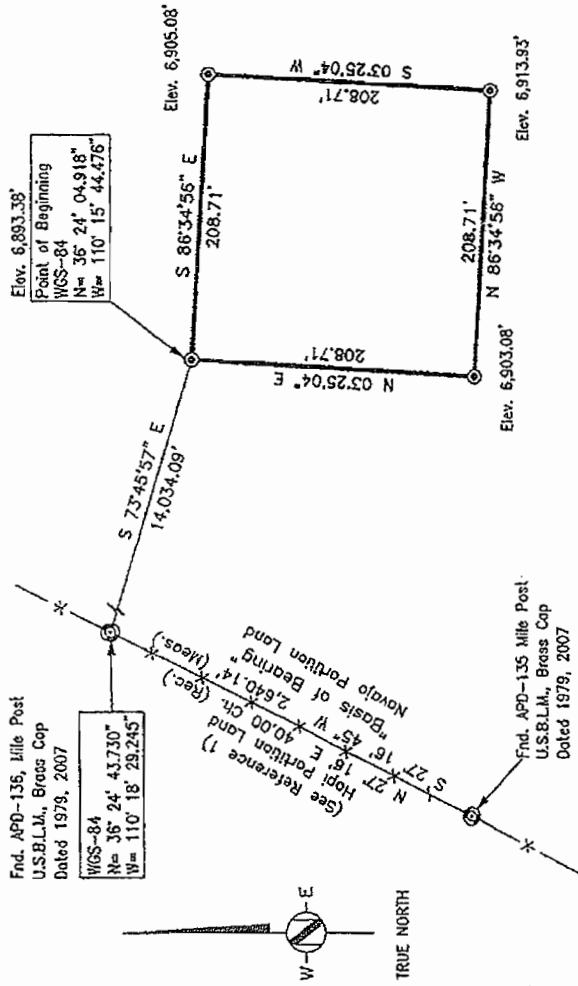 Fnd. APD-136, Mile Post
U.S.B.L.M., Brass Cap
Dated 1979, 2007
WGS-84
N= 36° 24' 43.730"
W= 110° 18' 29.245"
S 73°45'57" E
14,034.09'
Elev. 6,893.38'
Point of Beginning
WGS-84
N= 36° 24' 04.918"
W= 110° 15' 44.476"
Elev. 6,905.08'
S 86°34'56" E
208.71'
S 03°25'04" W
208.71'
Elev. 6,913.93'
N 86°34'56" W
208.71'
Elev. 6,903.08'
N 03°25'04" E
208.71'
(See Reference 1)
Hopi Partition Land
N 27° 16' E 40.00 Ch. (Rec.)
S 27° 16' 45" W 2,640.14' (Meas.)
"Basis of Bearing"
Navajo Partition Land
Fnd. APD-135 Mile Post
U.S.B.L.M., Brass Cap
Dated 1979, 2007
W
E
TRUE NORTH